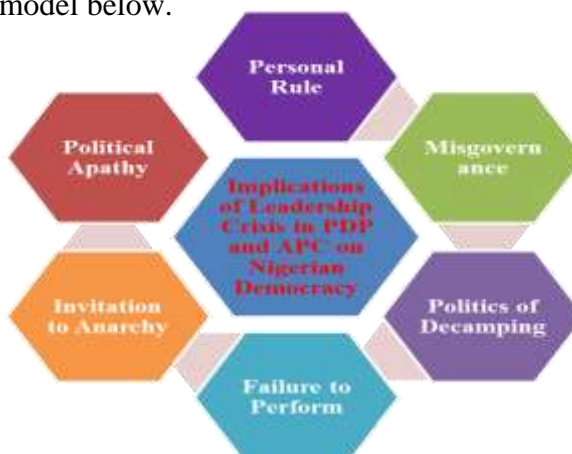 model below.
Personal
Rule
Misgovern
ance
Politics of
Decamping
Failure to
Perform
Invitation
to Anarchy
Political
Apathy
Implications
of Leadership
Crisis in PDP
and APC on
Nigerian
Democracy